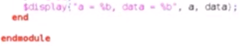 $display("a = %b, data = %b", a, data);
end
endmodule